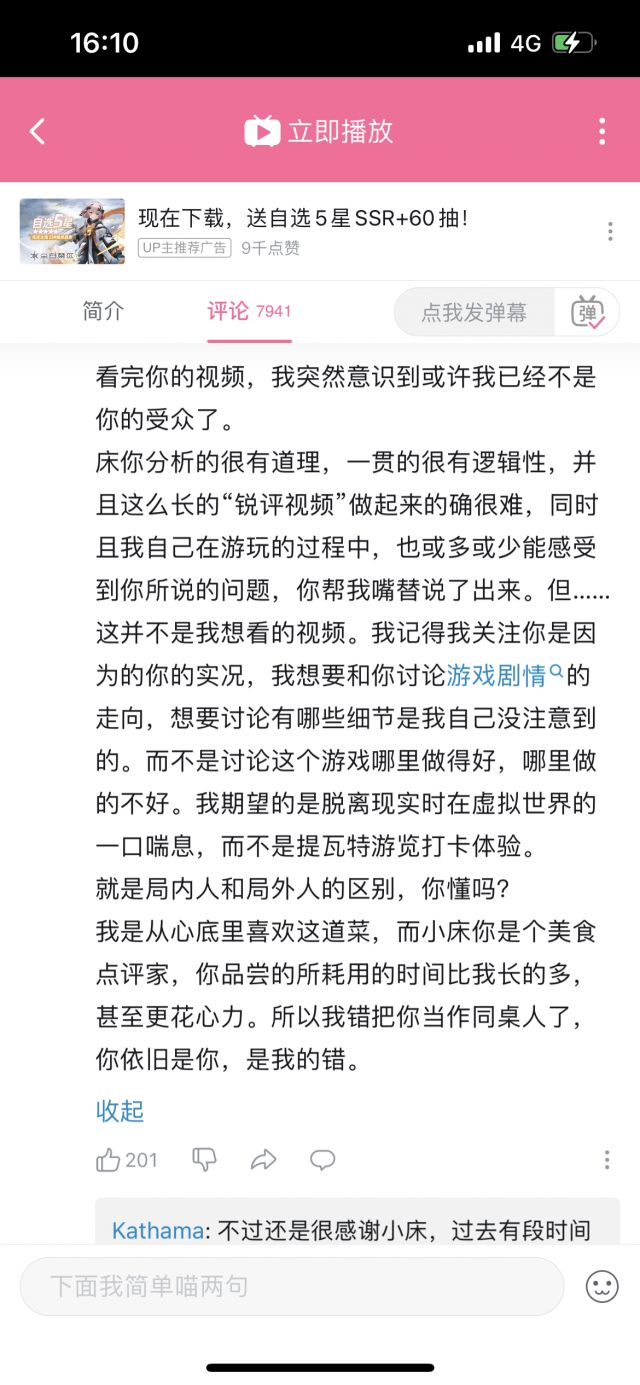 16:10
4G
立即播放
自选5星
现在下载，送自选5星SSR+60抽！
UP主推荐广告 9千点赞
简介
评论 7941
点我发弹幕
弹
看完你的视频，我突然意识到或许我已经不是
你的受众了。
床你分析的很有道理，一贯的很有逻辑性，并
且这么长的“锐评视频”做起来的确很难，同时
且我自己在游玩的过程中，也或多或少能感受
到你所说的问题，你帮我嘴替说了出来。但……
这并不是我想看的视频。我记得我关注你是因
为的你的实况，我想要和你讨论游戏剧情的
走向，想要讨论有哪些细节是我自己没注意到
的。而不是讨论这个游戏哪里做得好，哪里做
的不好。我期望的是脱离现实时在虚拟世界的
一口喘息，而不是提瓦特游览打卡体验。
就是局内人和局外人的区别，你懂吗？
我是从心底里喜欢这道菜，而小床你是个美食
点评家，你品尝的所耗用的时间比我长的多，
甚至更花心力。所以我错把你当作同桌人了，
你依旧是你，是我的错。
收起
201
Kathama: 不过还是很感谢小床，过去有段时间
下面我简单喵两句